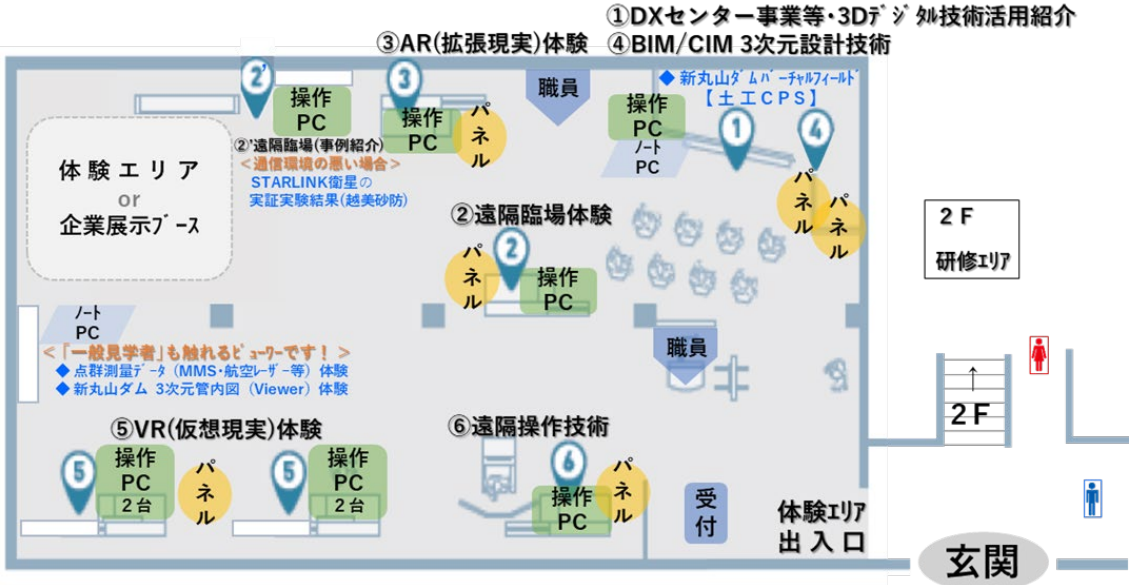 ①DXセンター事業等・3Dデジタル技術活用紹介
③AR(拡張現実)体験
④BIM/CIM 3次元設計技術
2'
操作
PC
3
操作
PC
パネル
職員
操作
PC
ノート
PC
◆ 新丸山ダムバーチャルフィールド
【土工CPS】
1
4
パネル
パネル
体験エリア
or
企業展示ブース
②'遠隔臨場(事例紹介)
<通信環境の悪い場合>
STARLINK衛星の
実証実験結果(越美砂防)
②遠隔臨場体験
パネル
2
操作
PC
2F
研修エリア
ノート
PC
<「一般見学者」も触れるビューワーです！>
◆ 点群測量データ（MMS・航空レーザー等）体験
◆ 新丸山ダム 3次元管内図（Viewer）体験
職員
↑
2F
⑤VR(仮想現実)体験
5
操作
PC
2台
パネル
5
操作
PC
2台
⑥遠隔操作技術
6
操作
PC
パネル
受付
体験エリア
出入口
玄関